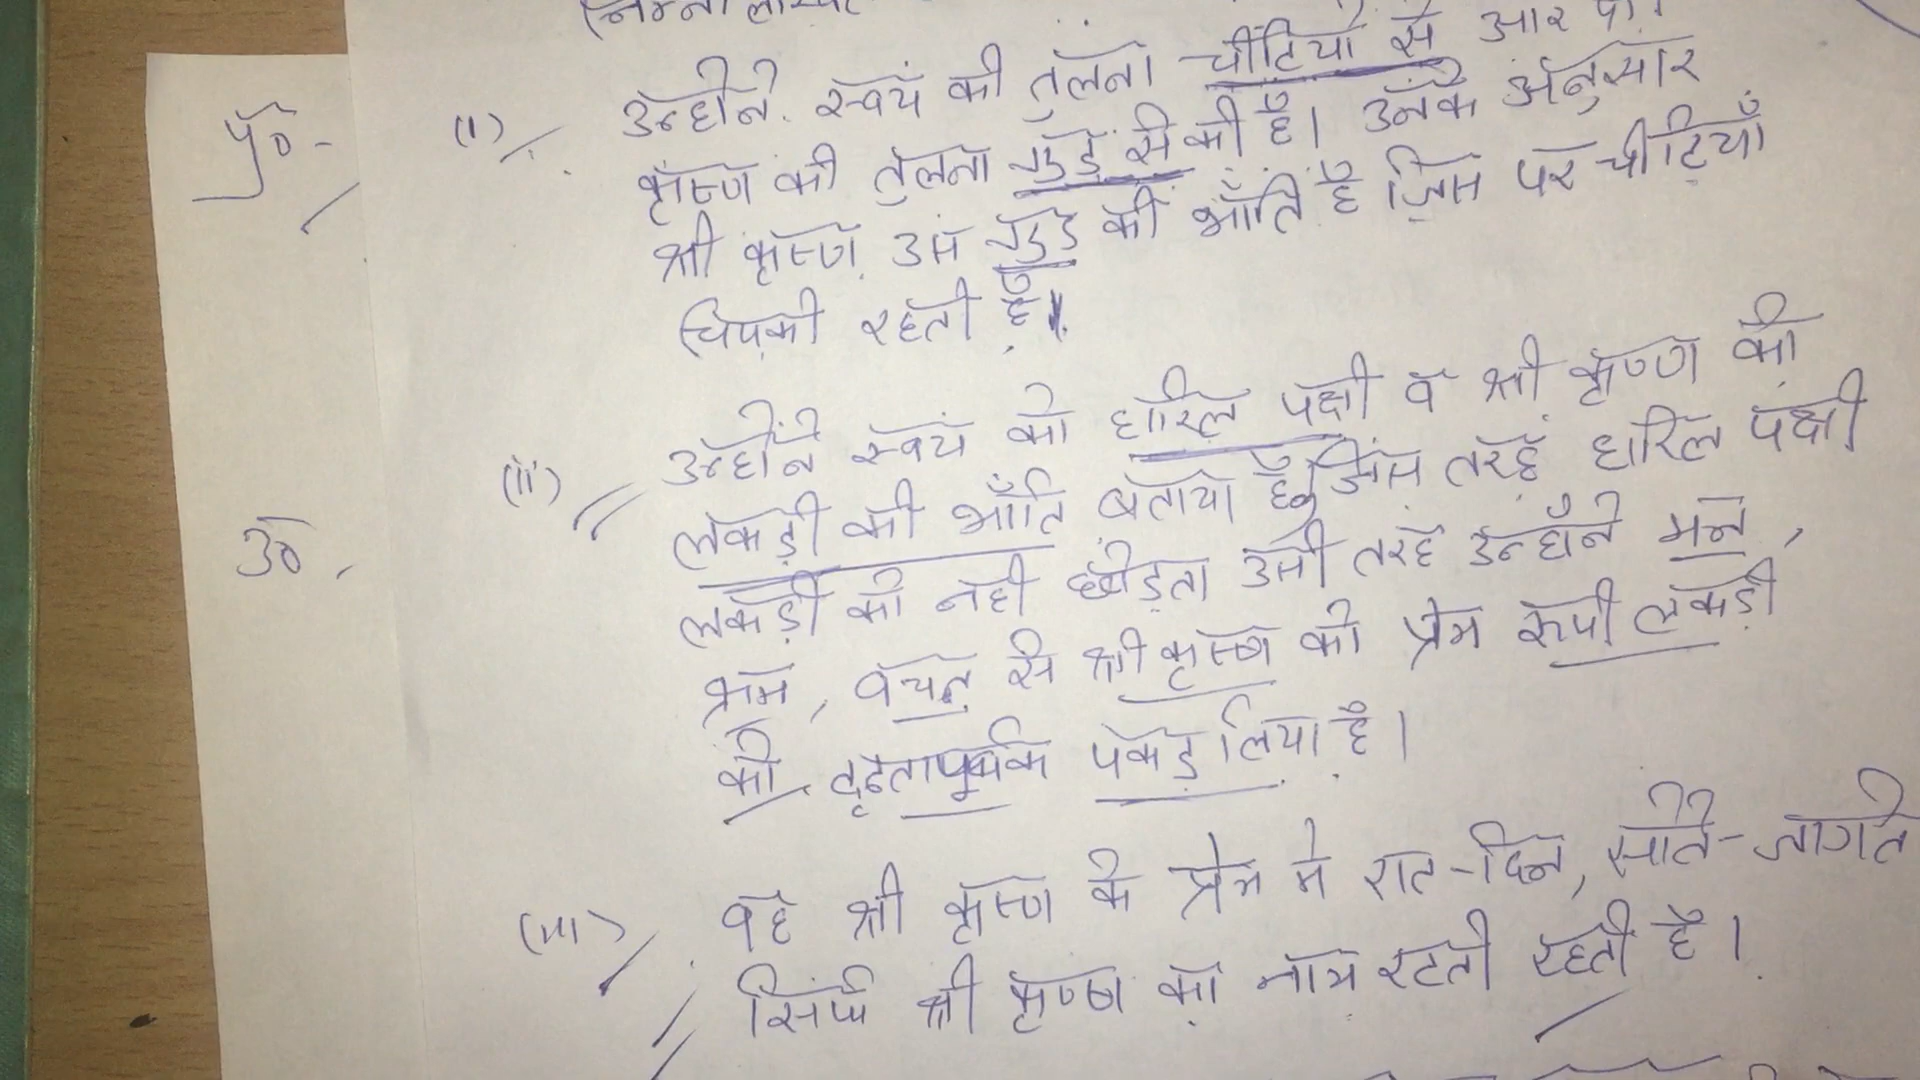 उन्होंने स्वयं की तुलना चींटियों से और
प्र०- (i) कृष्ण की तुलना गुड़ से की है। उनके अनुसार
श्री कृष्ण उस गुड़ की भाँति है जिस पर चींटियाँ
चिपकी रहती है।
(ii) उन्होंने स्वयं को हारिल पक्षी व श्री कृष्ण को
उ०. लकड़ी की भाँति बताया है, जिस तरह हारिल पक्षी
लकड़ी को नही छोड़ता उसी तरह उन्होंने मन,
क्रम, वचन से श्री कृष्ण को प्रेम रूपी लकड़ी
को दृढ़तापूर्वक पकड़ लिया है।
(iii) वह श्री कृष्ण के प्रेम मे रात-दिन, सोते-जागते
सिर्फ श्री कृष्ण का नाम रटती रहती है।